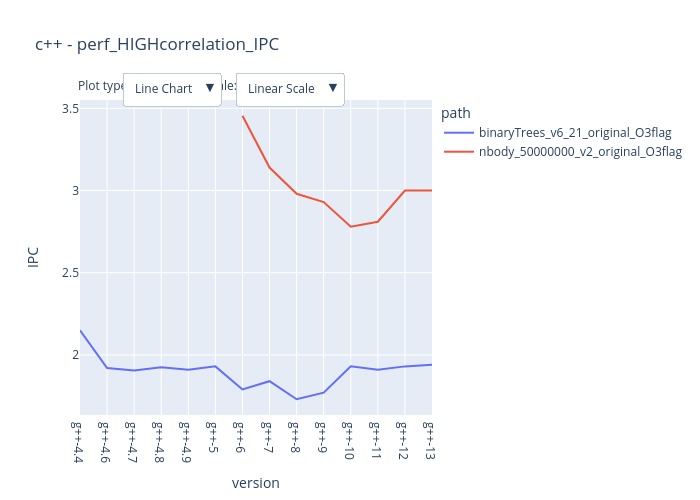 c++ - perf_HIGHcorrelation_IPC
Plot type
Line Chart ▼
ale:
Linear Scale ▼
path
binaryTrees_v6_21_original_O3flag
nbody_50000000_v2_original_O3flag
IPC
3.5
3
2.5
2
g++-4.4
g++-4.6
g++-4.7
g++-4.8
g++-4.9
g++-5
g++-6
g++-7
g++-8
g++-9
g++-10
g++-11
g++-12
g++-13
version